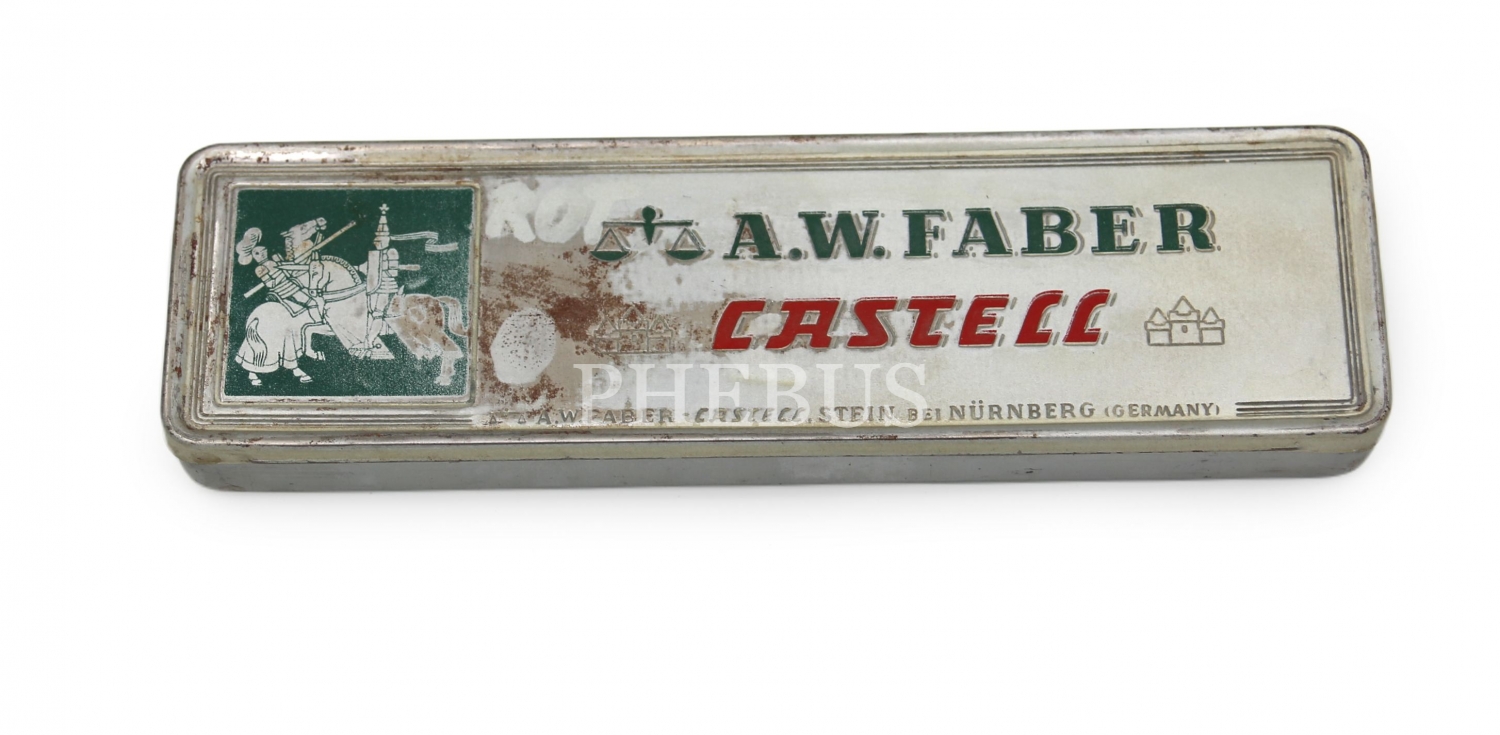 ROT
A.W. FABER
CASTELL
PHEBUS
A.W. FABER - CASTELL, STEIN BEI NÜRNBERG (GERMANY)